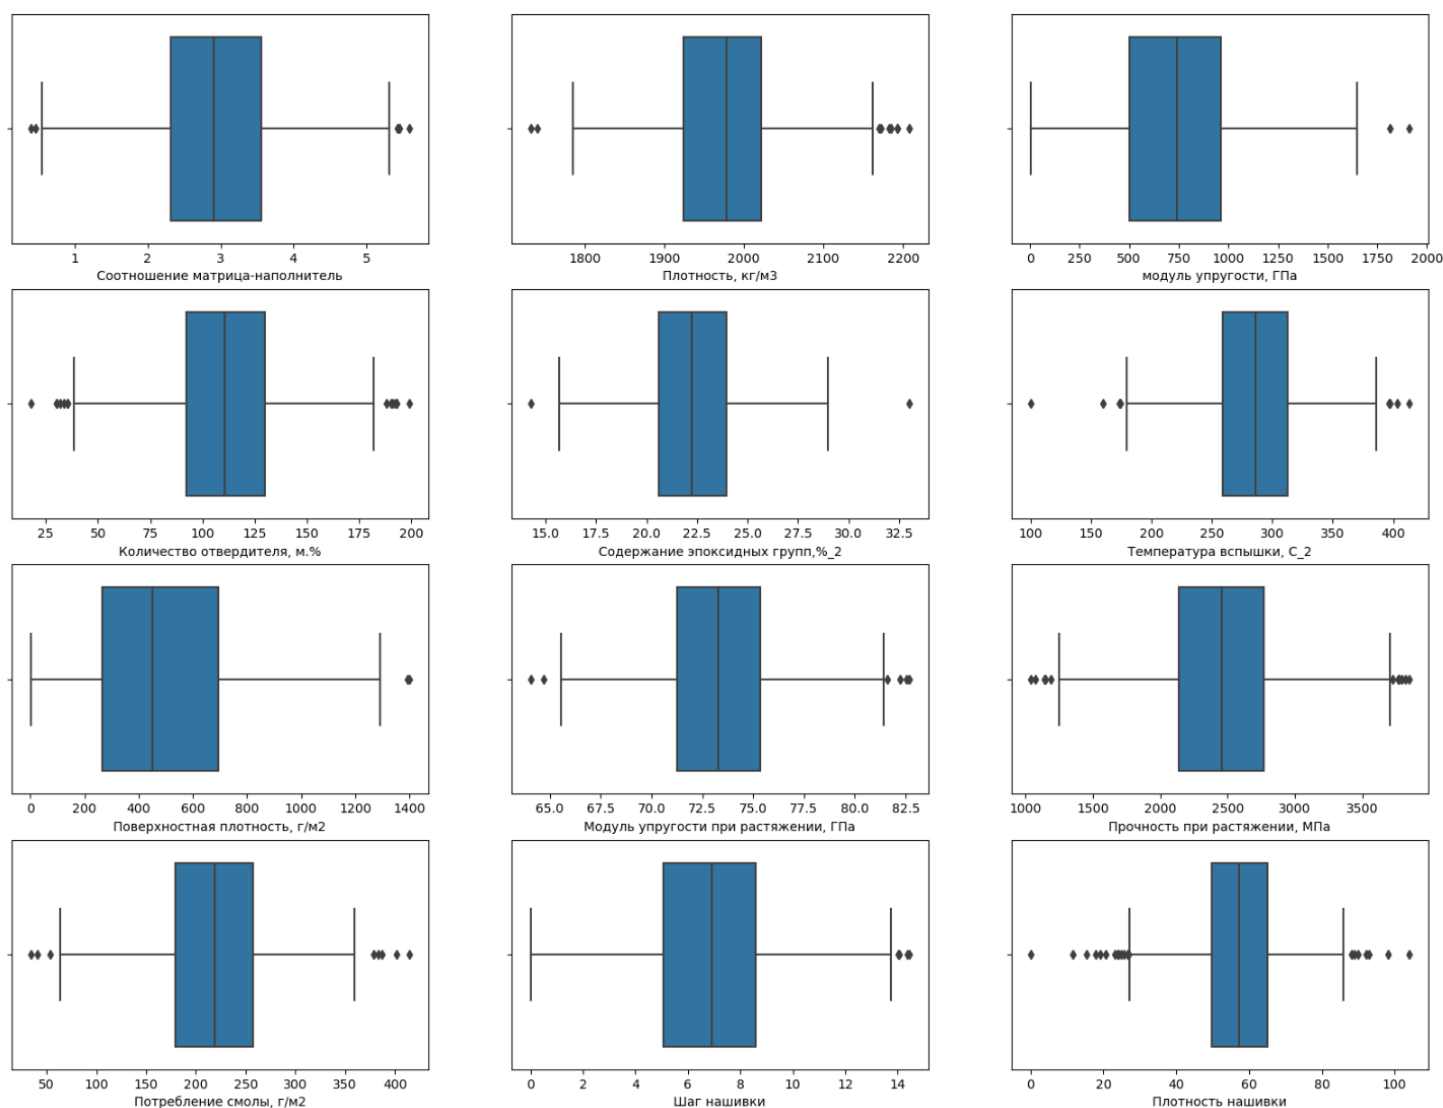 1 2 3 4 5
Соотношение матрица-наполнитель
1800 1900 2000 2100 2200
Плотность, кг/м3
0 250 500 750 1000 1250 1500 1750 2000
модуль упругости, ГПа
25 50 75 100 125 150 175 200
Количество отвердителя, м.%
15.0 17.5 20.0 22.5 25.0 27.5 30.0 32.5
Содержание эпоксидных групп,%_2
100 150 200 250 300 350 400
Температура вспышки, С_2
0 200 400 600 800 1000 1200 1400
Поверхностная плотность, г/м2
65.0 67.5 70.0 72.5 75.0 77.5 80.0 82.5
Модуль упругости при растяжении, ГПа
1000 1500 2000 2500 3000 3500
Прочность при растяжении, МПа
50 100 150 200 250 300 350 400
Потребление смолы, г/м2
0 2 4 6 8 10 12 14
Шаг нашивки
0 20 40 60 80 100
Плотность нашивки